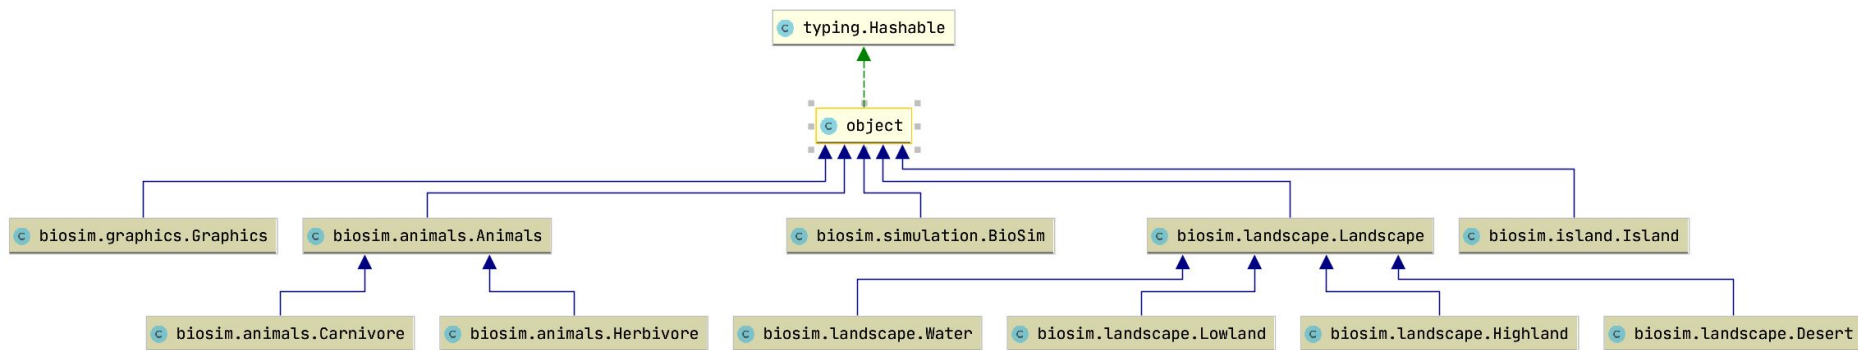 C typing.Hashable
C object
C biosim.graphics.Graphics
C biosim.animals.Animals
C biosim.simulation.BioSim
C biosim.landscape.Landscape
C biosim.island.Island
C biosim.animals.Carnivore
C biosim.animals.Herbivore
C biosim.landscape.Water
C biosim.landscape.Lowland
C biosim.landscape.Highland
C biosim.landscape.Desert